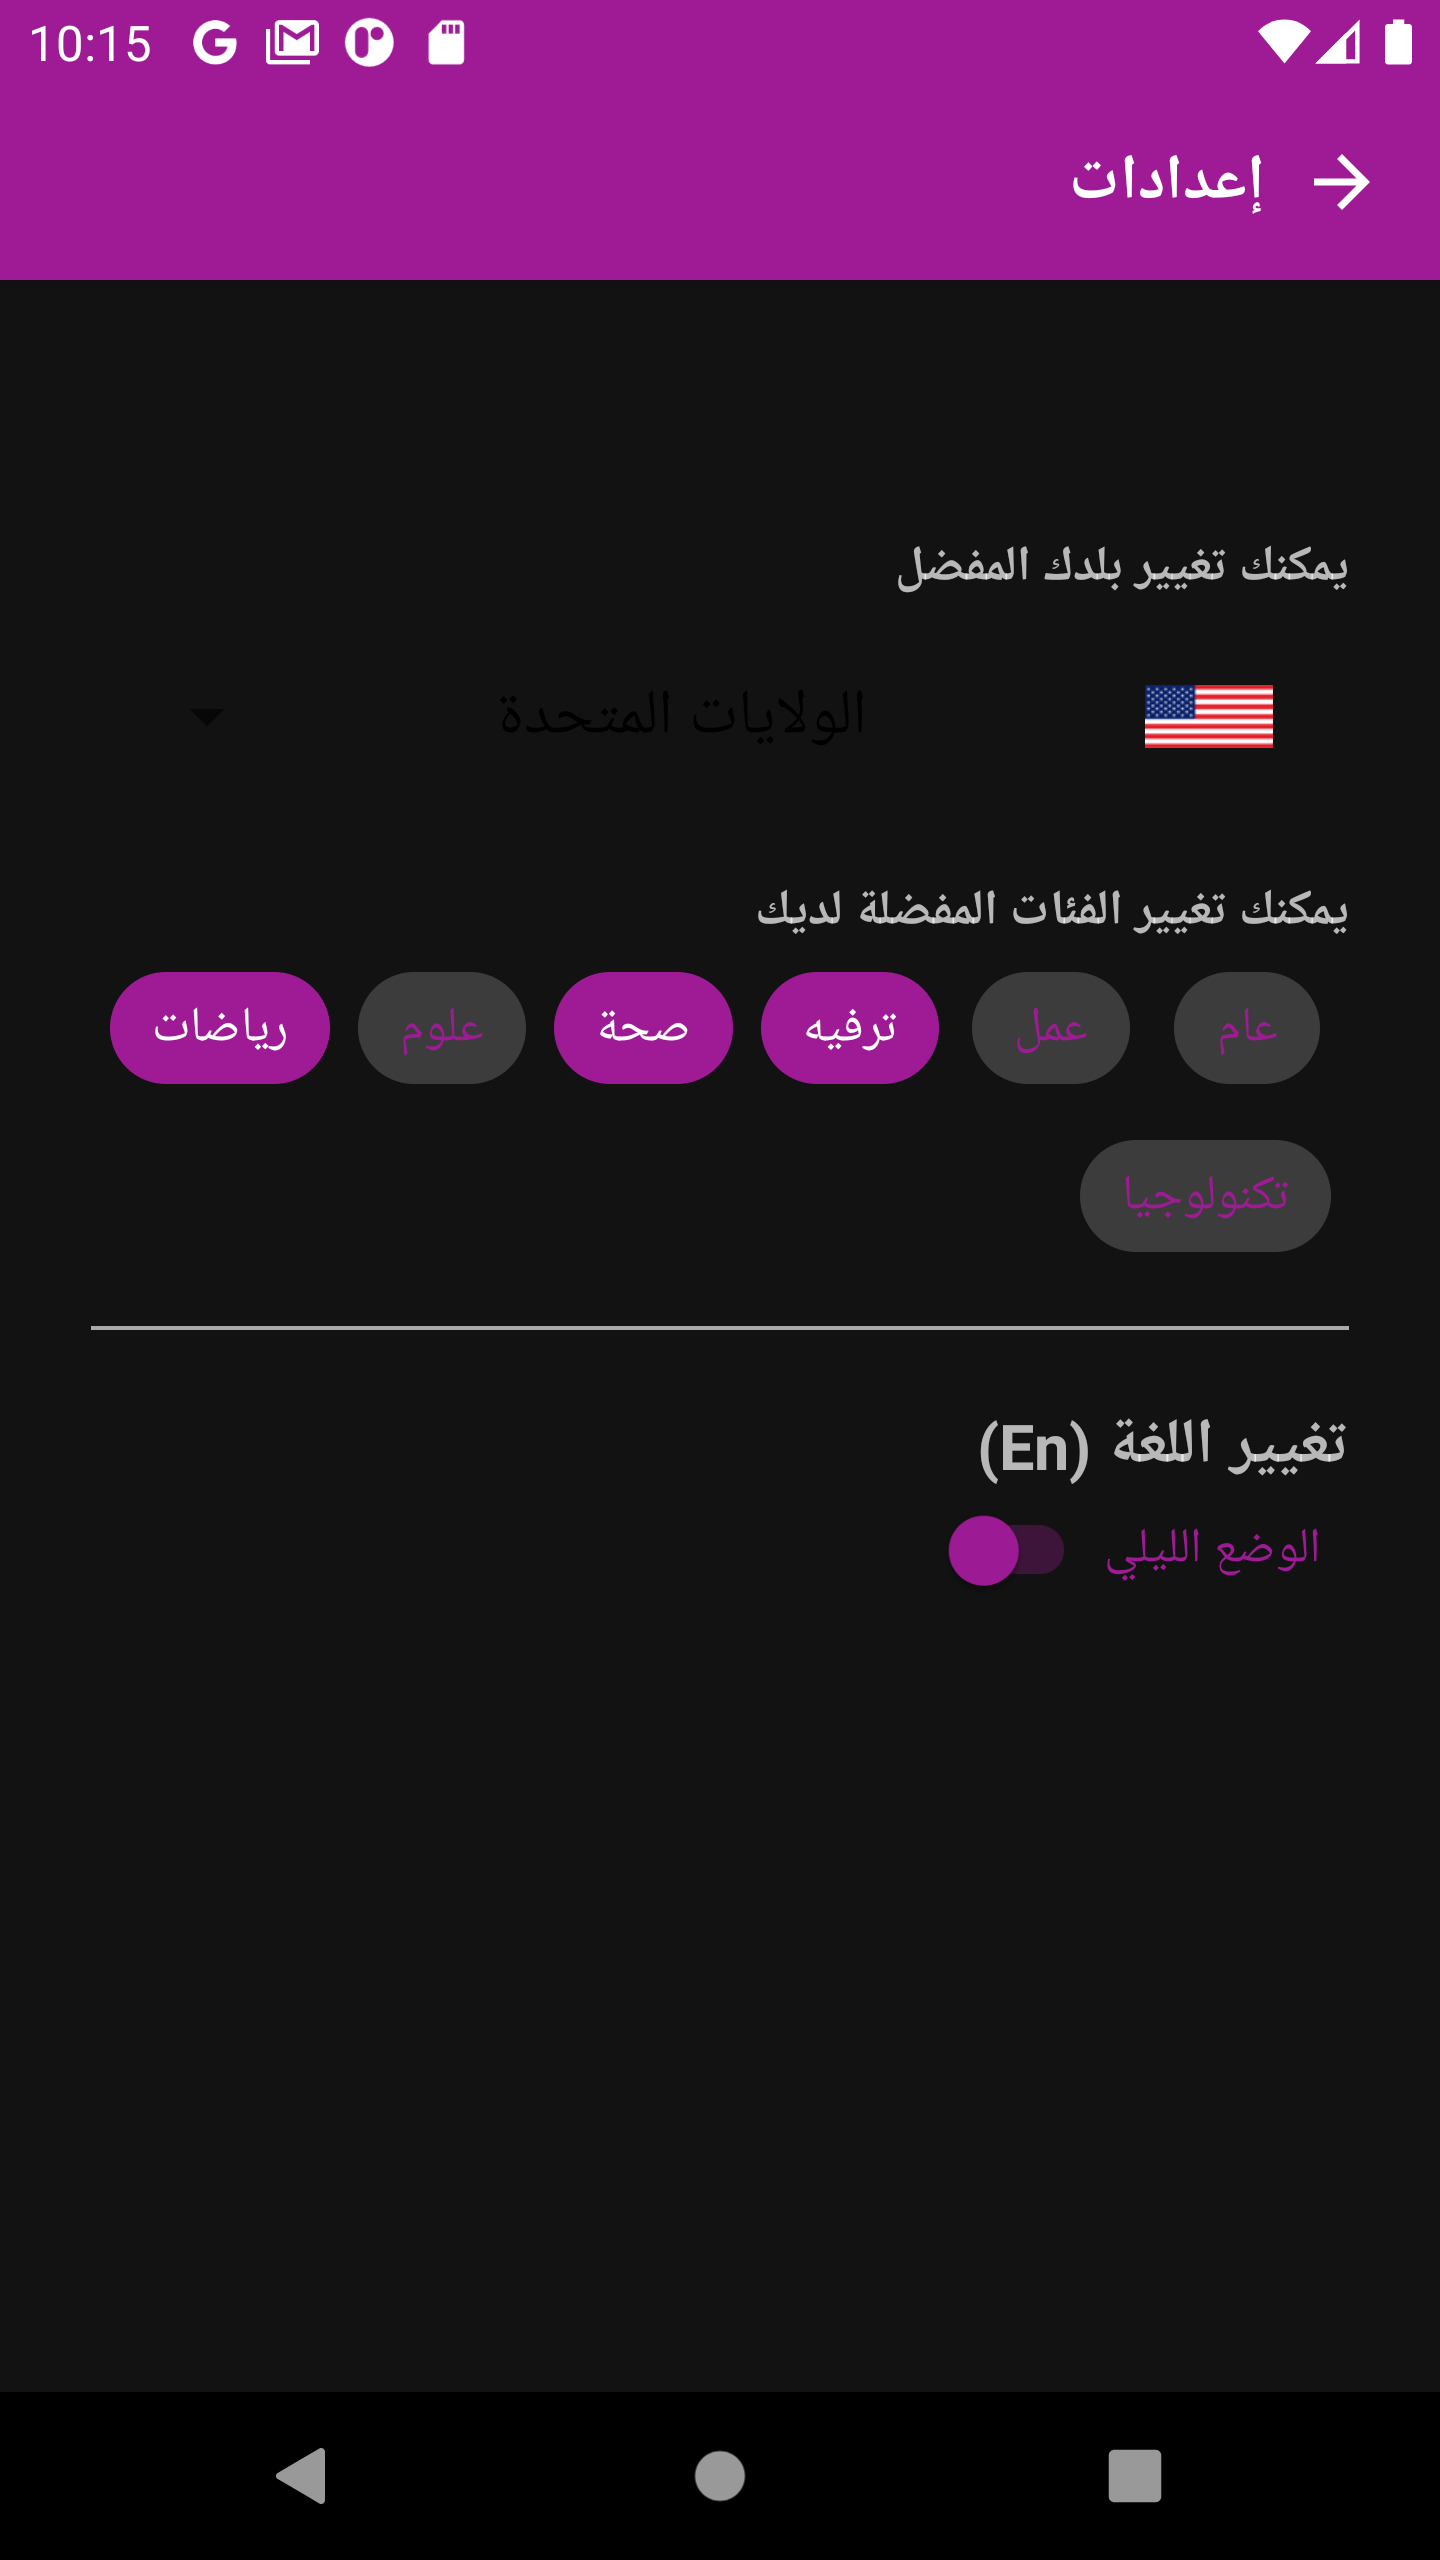 10:15
إعدادات
يمكنك تغيير بلدك المفضل
الولايات المتحدة
يمكنك تغيير الفئات المفضلة لديك
عام عمل ترفيه صحة علوم رياضات
تكنولوجيا
تغيير اللغة (En)
الوضع الليلي